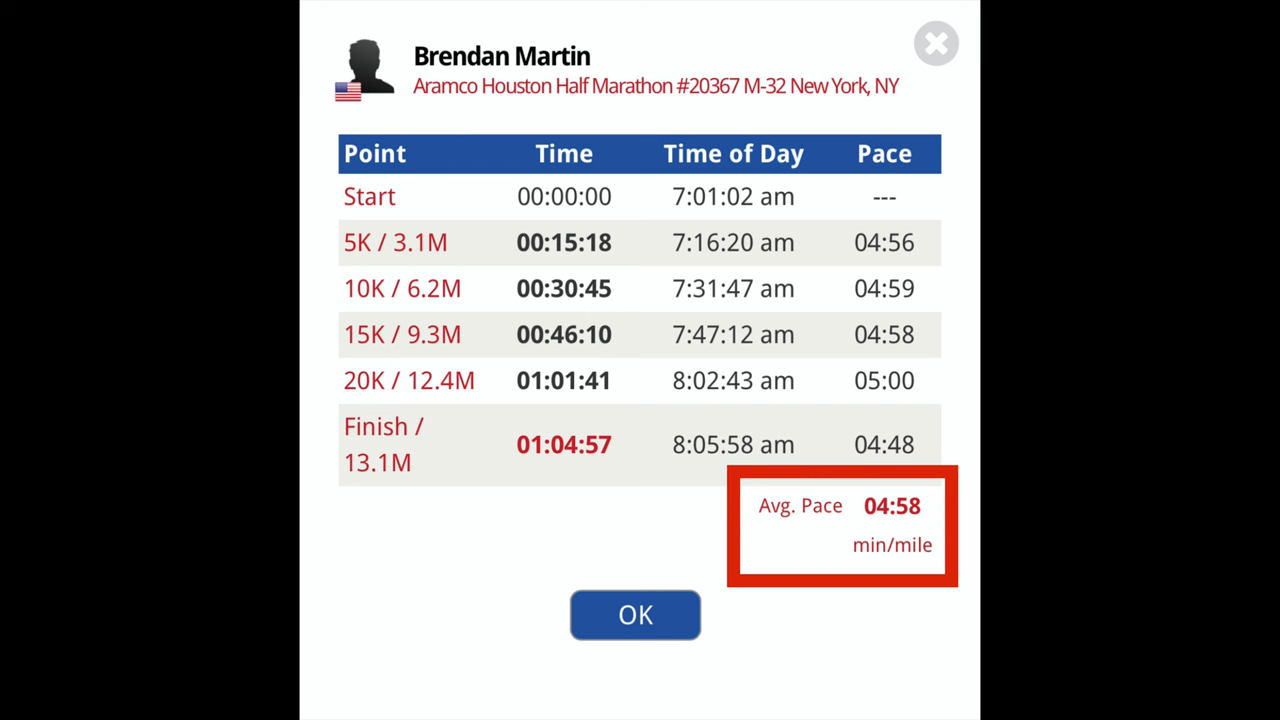 Brendan Martin
Aramco Houston Half Marathon #20367 M-32 New York, NY
Point Time Time of Day Pace
Start 00:00:00 7:01:02 am ---
5K / 3.1M 00:15:18 7:16:20 am 04:56
10K / 6.2M 00:30:45 7:31:47 am 04:59
15K / 9.3M 00:46:10 7:47:12 am 04:58
20K / 12.4M 01:01:41 8:02:43 am 05:00
Finish /
13.1M 01:04:57 8:05:58 am 04:48
Avg. Pace 04:58
min/mile
OK